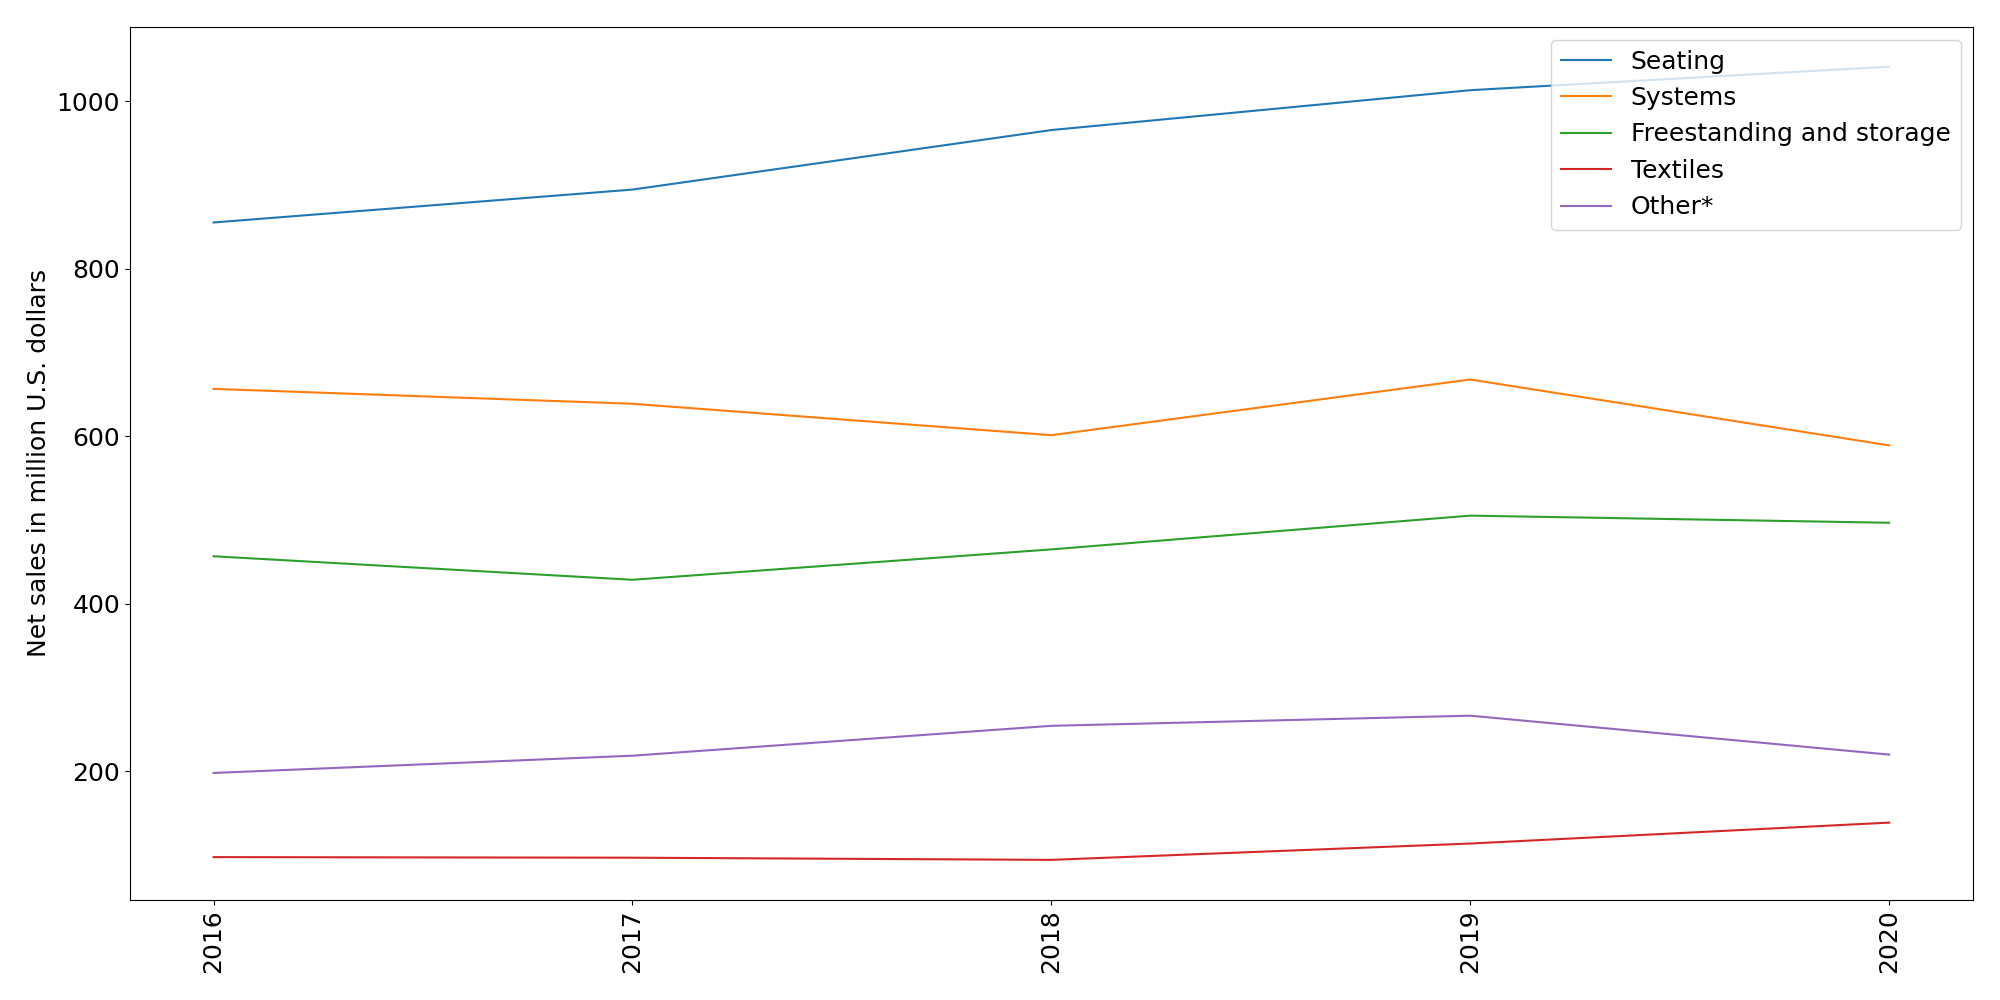 Net sales in million U.S. dollars
1000
800
600
400
200
2016
2017
2018
2019
2020
Seating
Systems
Freestanding and storage
Textiles
Other*